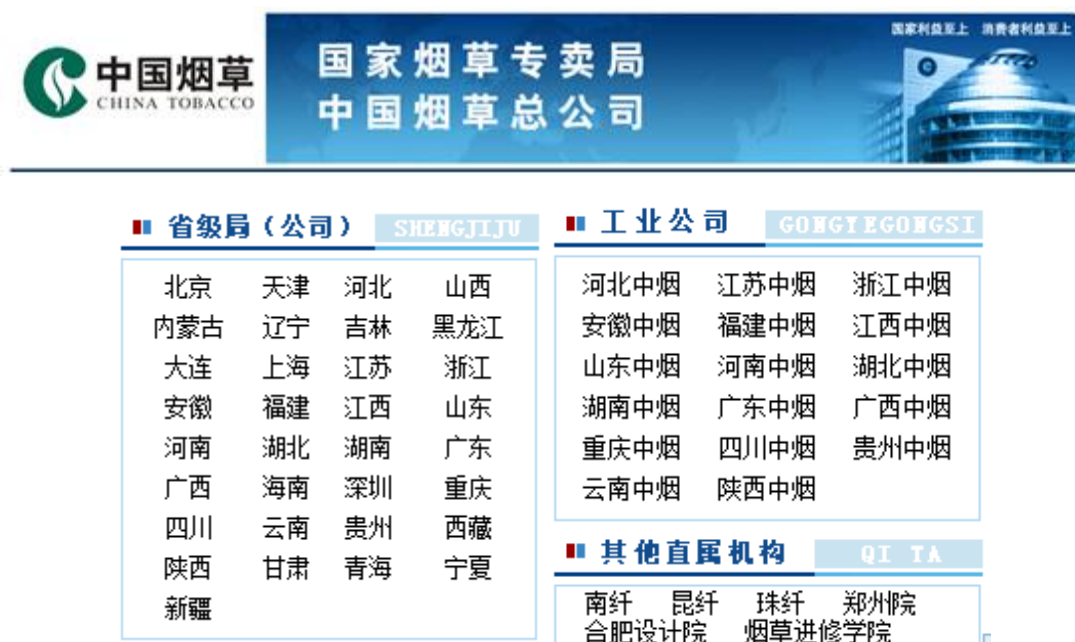 国家利益至上 消费者利益至上
中国烟草
CHINA TOBACCO
国家烟草专卖局
中国烟草总公司
省级局(公司) SHENGJIJU
北京 天津 河北 山西
内蒙古 辽宁 吉林 黑龙江
大连 上海 江苏 浙江
安徽 福建 江西 山东
河南 湖北 湖南 广东
广西 海南 深圳 重庆
四川 云南 贵州 西藏
陕西 甘肃 青海 宁夏
新疆
工业公司 GONGYEGONGSI
河北中烟 江苏中烟 浙江中烟
安徽中烟 福建中烟 江西中烟
山东中烟 河南中烟 湖北中烟
湖南中烟 广东中烟 广西中烟
重庆中烟 四川中烟 贵州中烟
云南中烟 陕西中烟
其他直属机构 QI TA
南纤 昆纤 珠纤 郑州院
合肥设计院 烟草进修学院